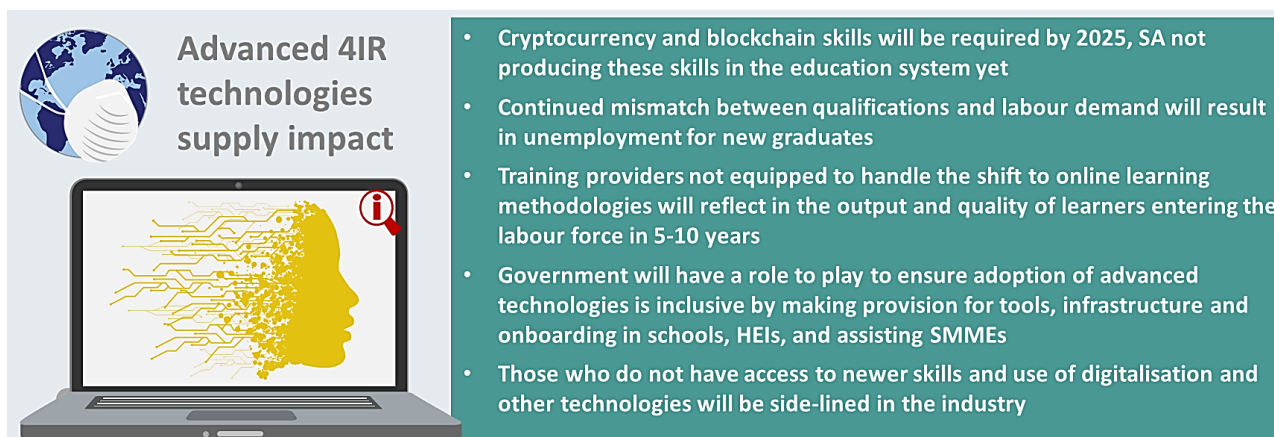 Advanced 4IR
technologies
supply impact
i
• Cryptocurrency and blockchain skills will be required by 2025, SA not
producing these skills in the education system yet
• Continued mismatch between qualifications and labour demand will result
in unemployment for new graduates
• Training providers not equipped to handle the shift to online learning
methodologies will reflect in the output and quality of learners entering the
labour force in 5-10 years
• Government will have a role to play to ensure adoption of advanced
technologies is inclusive by making provision for tools, infrastructure and
onboarding in schools, HEIs, and assisting SMMEs
• Those who do not have access to newer skills and use of digitalisation and
other technologies will be side-lined in the industry